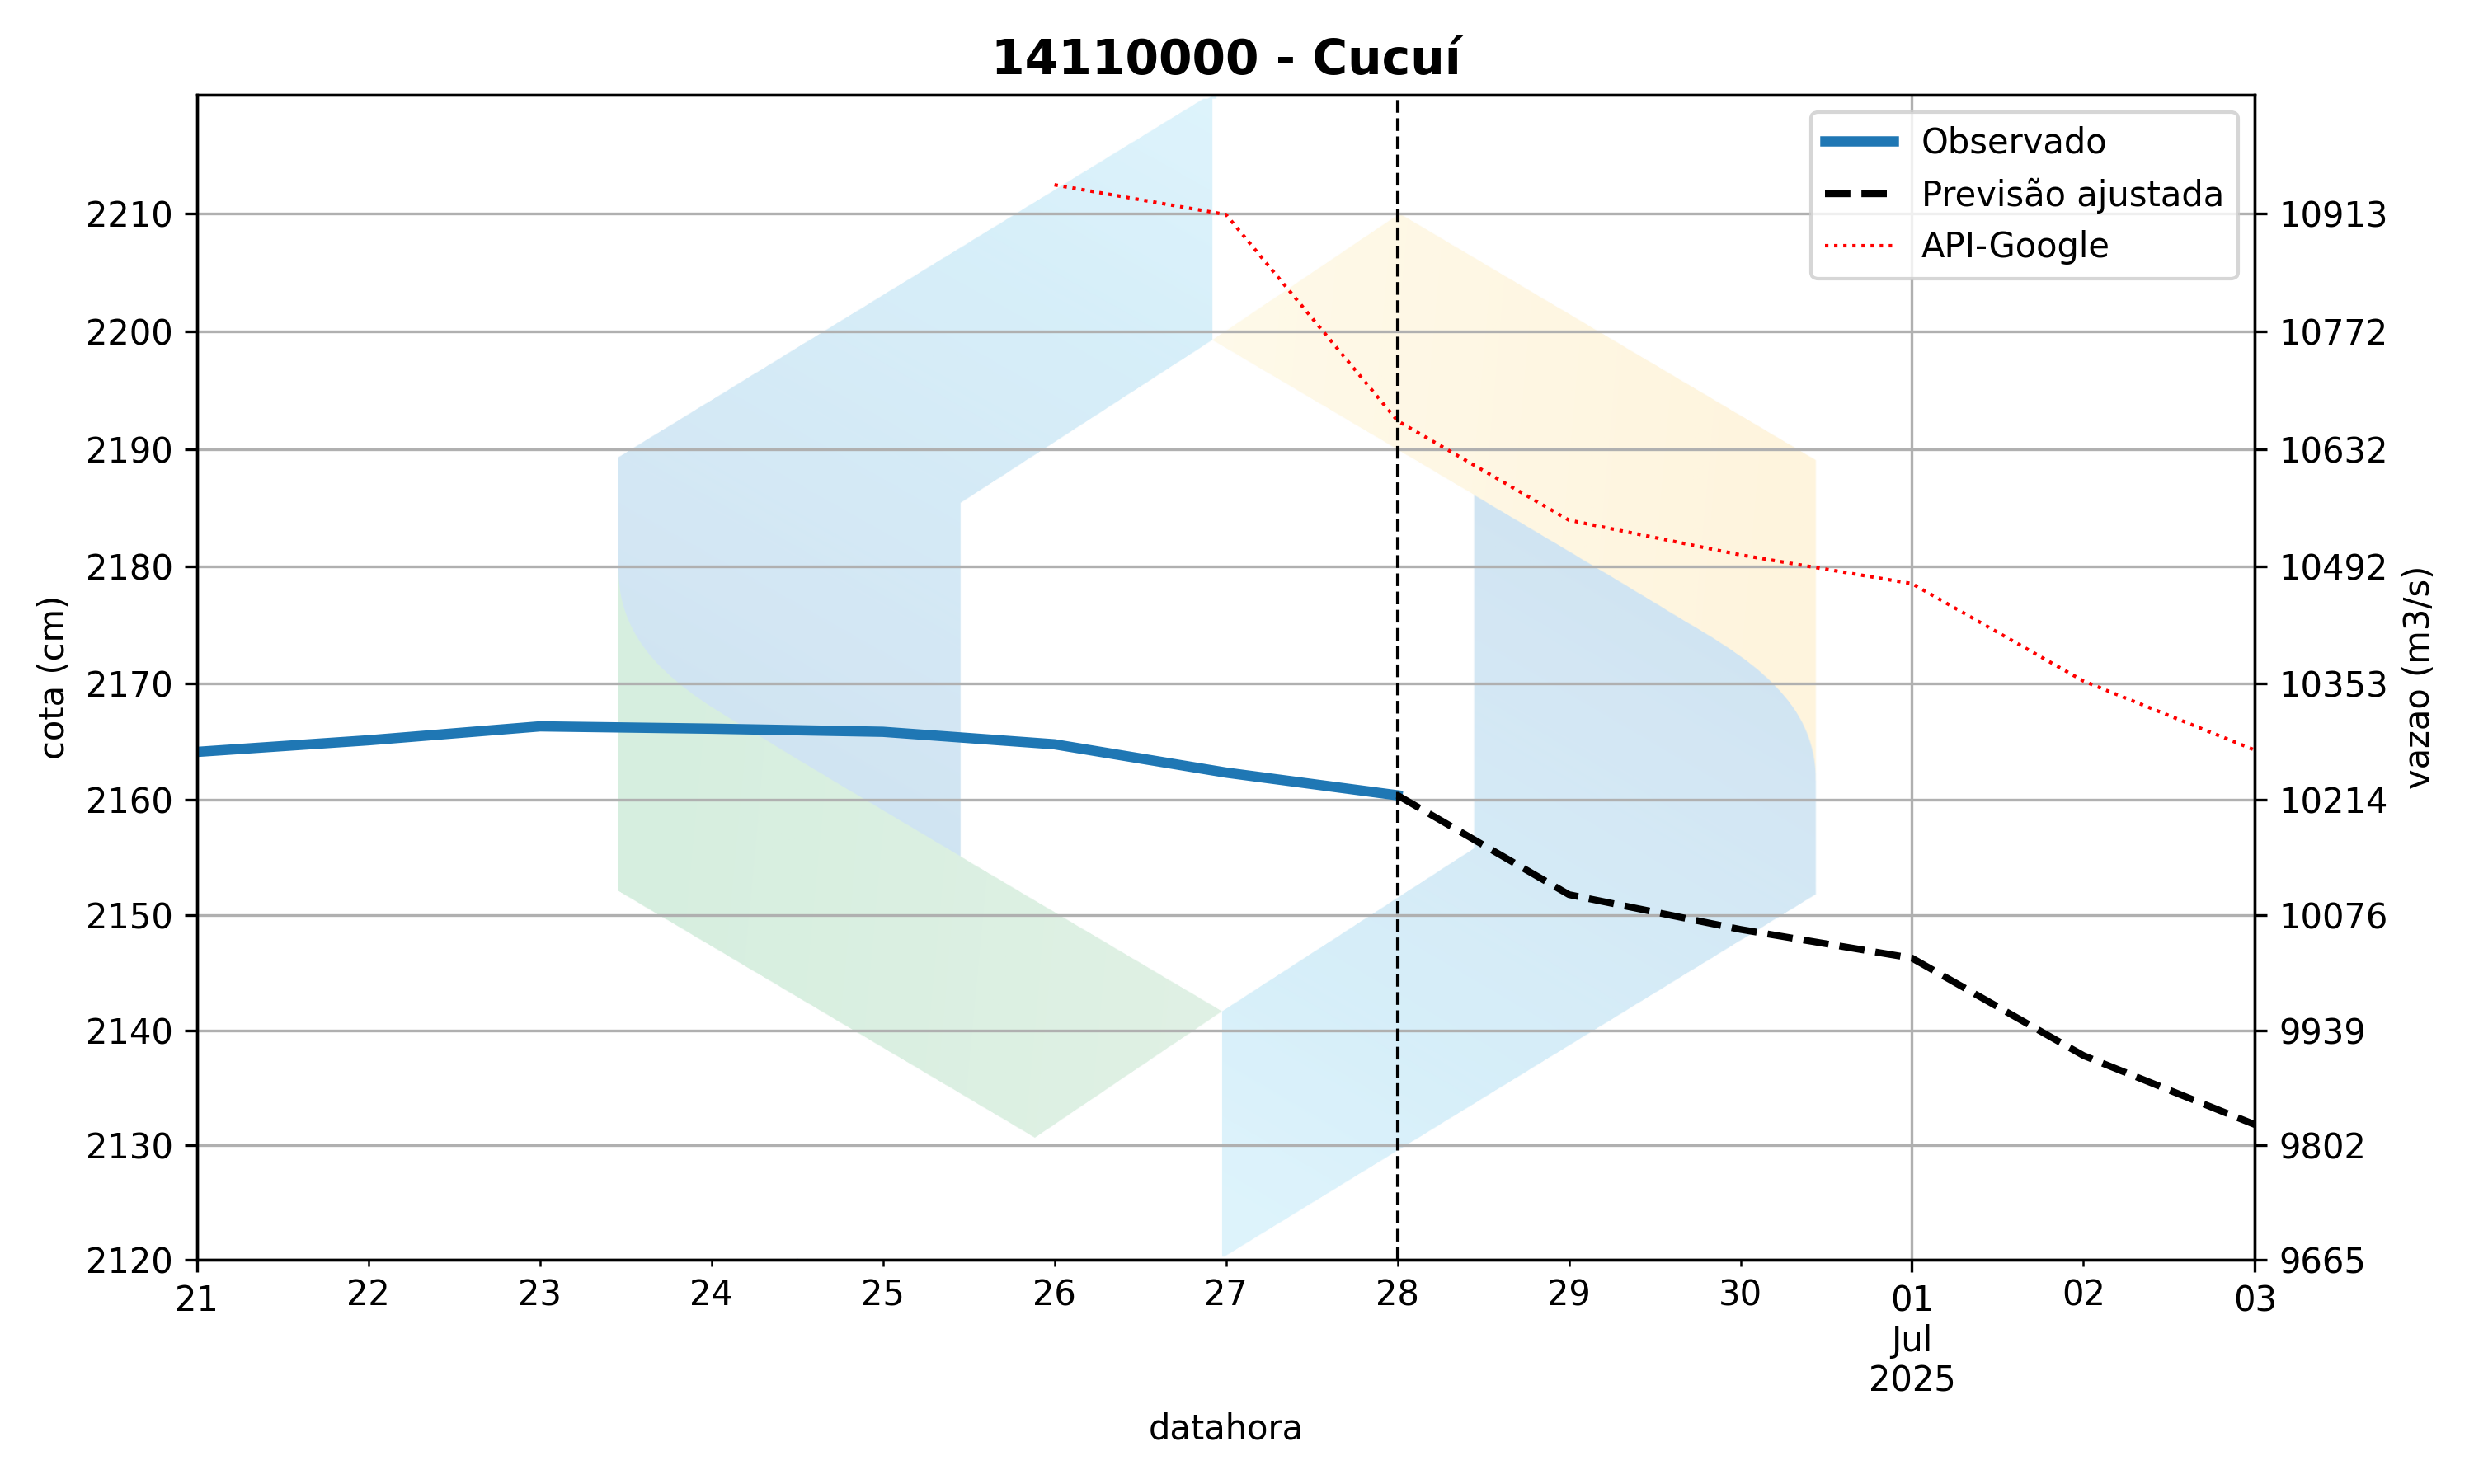 14110000 - Cucuí
Observado
Previsão ajustada
API-Google
2210
2200
2190
2180
2170
2160
2150
2140
2130
2120
cota (cm)
10913
10772
10632
10492
10353
10214
10076
9939
9802
9665
vazao (m3/s)
21 22 23 24 25 26 27 28 29 30 01 02 03
Jul
2025
datahora